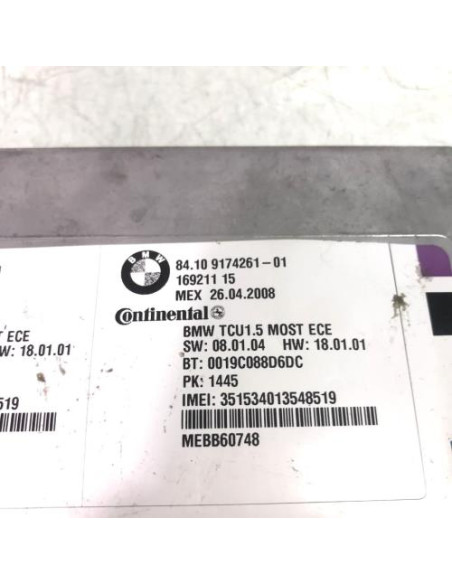 BMW
84.10 9174261-01
169211 15
MEX 26.04.2008
Continental
BMW TCU1.5 MOST ECE
SW: 08.01.04 HW: 18.01.01
BT: 0019C088D6DC
PK: 1445
IMEI: 351534013548519
MEBB60748
ECE
18.01.01
519